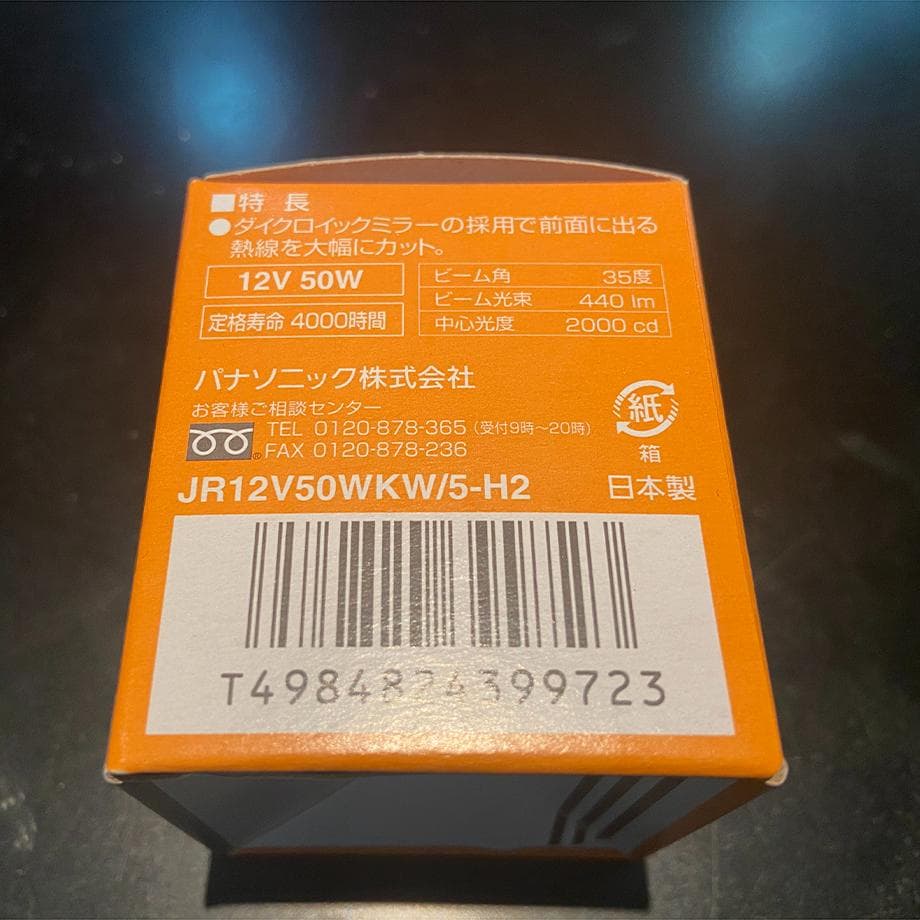 ■特長
●ダイクロイックミラーの採用で前面に出る
熱線を大幅にカット。
12V 50W
定格寿命 4000時間
ビーム角 35度
ビーム光束 440 lm
中心光度 2000 cd
パナソニック株式会社
お客様ご相談センター
TEL 0120-878-365 (受付9時~20時)
FAX 0120-878-236
紙
箱
JR12V50WKW/5-H2 日本製
T4984824399723